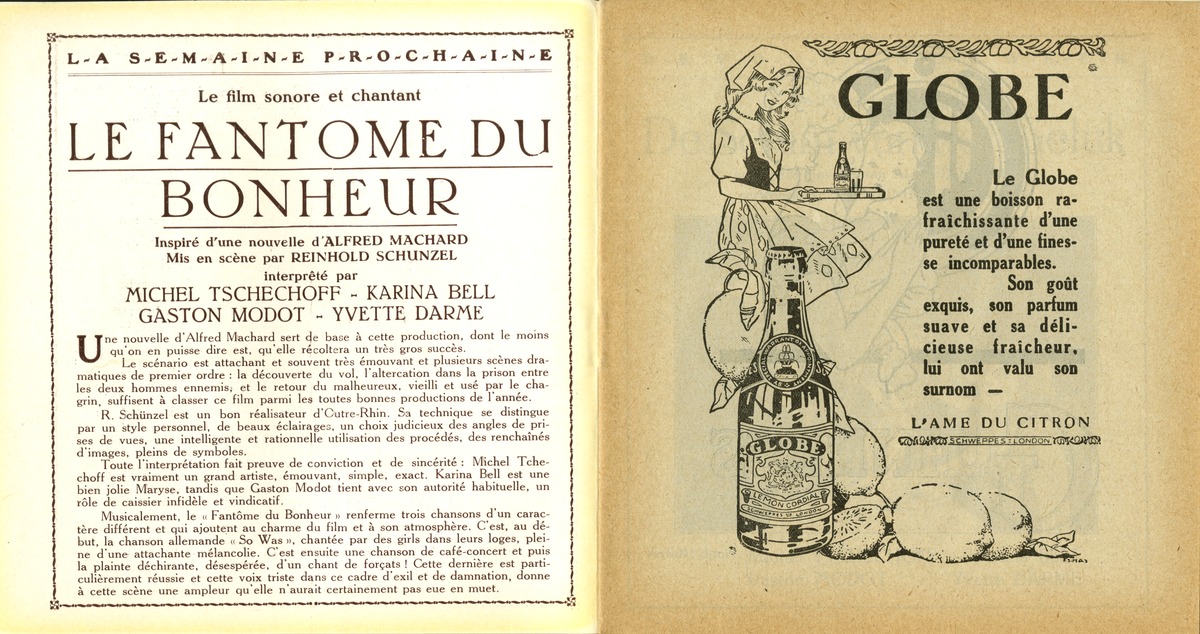 L-A S-E-M-A-I-N-E P-R-O-C-H-A-I-N-E
Le film sonore et chantant
LE FANTOME DU
BONHEUR
Inspiré d'une nouvelle d'ALFRED MACHARD
Mis en scène par REINHOLD SCHUNZEL
interprêté par
MICHEL TSCHECHOFF - KARINA BELL
GASTON MODOT - YVETTE DARME
Une nouvelle d'Alfred Machard sert de base à cette production, dont le moins
qu'on en puisse dire est, qu'elle récoltera un très gros succès.
Le scénario est attachant et souvent très émouvant et plusieurs scènes dra-
matiques de premier ordre : la découverte du vol, l'altercation dans la prison entre
les deux hommes ennemis; et le retour du malheureux, vieilli et usé par le cha-
grin, suffisent à classer ce film parmi les toutes bonnes productions de l'année.
R. Schünzel est un bon réalisateur d'Outre-Rhin. Sa technique se distingue
par un style personnel, de beaux éclairages, un choix judicieux des angles de pri-
ses de vues, une intelligente et rationnelle utilisation des procédés, des renchaînés
d'images, pleins de symboles.
Toute l'interprétation fait preuve de conviction et de sincérité : Michel Tche-
choff est vraiment un grand artiste, émouvant, simple, exact. Karina Bell est une
bien jolie Maryse, tandis que Gaston Modot tient avec son autorité habituelle, un
rôle de caissier infidèle et vindicatif.
Musicalement, le « Fantôme du Bonheur » renferme trois chansons d'un carac-
tère différent et qui ajoutent au charme du film et à son atmosphère. C'est, au dé-
but, la chanson allemande « So Was », chantée par des girls dans leurs loges, plei-
ne d'une attachante mélancolie. C'est ensuite une chanson de café-concert et puis
la plainte déchirante, désespérée, d'un chant de forçats ! Cette dernière est parti-
culièrement réussie et cette voix triste dans ce cadre d'exil et de damnation, donne
à cette scène une ampleur qu'elle n'aurait certainement pas eue en muet.
GLOBE
Le Globe
est une boisson ra-
fraîchissante d'une
pureté et d'une fines-
se incomparables.
Son goût
exquis, son parfum
suave et sa déli-
cieuse fraîcheur,
lui ont valu son
surnom —
L'AME DU CITRON
SCHWEPPES : LONDON
GLOBE
LEMON CORDIAL
SCHWEPPES OF LONDON